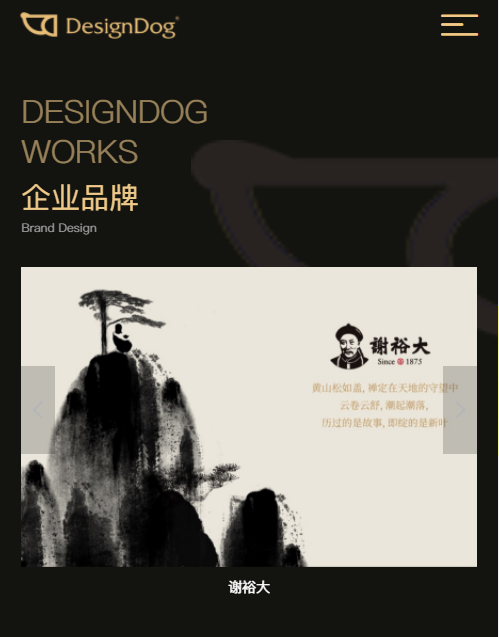 DesignDog
DESIGNDOG
WORKS
企业品牌
Brand Design
谢裕大
Since 1875
黄山松如盖, 禅定在天地的守望中
云卷云舒, 潮起潮落,
历过的是故事, 即绽的是新叶
谢裕大